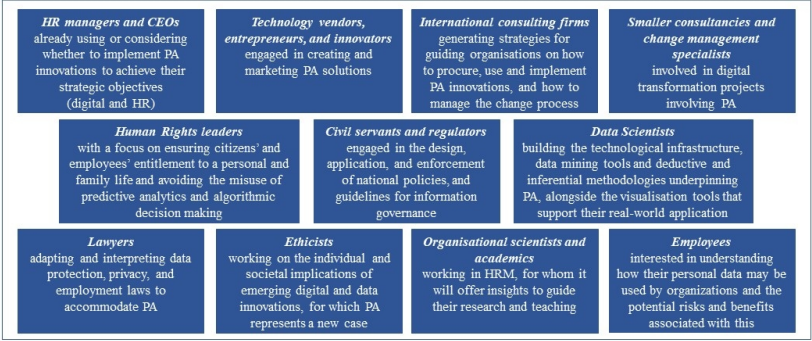 HR managers and CEOs
already using or considering
whether to implement PA
innovations to achieve their
strategic objectives
(digital and HR)
Technology vendors,
entrepreneurs, and innovators
engaged in creating and
marketing PA solutions
International consulting firms
generating strategies for
guiding organisations on how
to procure, use and implement
PA innovations, and how to
manage the change process
Smaller consultancies and
change management
specialists
involved in digital
transformation projects
involving PA
Human Rights leaders
with a focus on ensuring citizens' and
employees' entitlement to a personal and
family life and avoiding the misuse of
predictive analytics and algorithmic
decision making
Civil servants and regulators
engaged in the design,
application, and enforcement
of national policies, and
guidelines for information
governance
Data Scientists
building the technological infrastructure,
data mining tools and deductive and
inferential methodologies underpinning
PA, alongside the visualisation tools that
support their real-world application
Lawyers
adapting and interpreting data
protection, privacy, and
employment laws to
accommodate PA
Ethicists
working on the individual and
societal implications of
emerging digital and data
innovations, for which PA
represents a new case
Organisational scientists and
academics
working in HRM, for whom it
will offer insights to guide
their research and teaching
Employees
interested in understanding
how their personal data may be
used by organizations and the
potential risks and benefits
associated with this